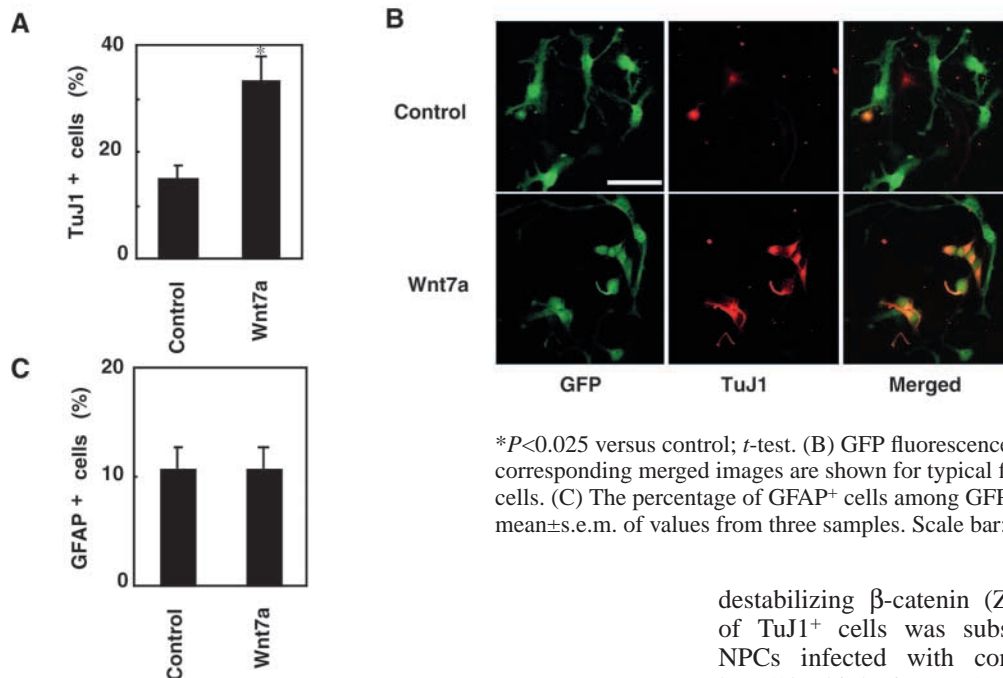 A
40
20
0
TuJ1 + cells (%)
*
Control
Wnt7a
B
Control
Wnt7a
GFP
TuJ1
Merged
C
20
10
0
GFAP + cells (%)
Control
Wnt7a
*P<0.025 versus control; t-test. (B) GFP fluorescence
corresponding merged images are shown for typical f
cells. (C) The percentage of GFAP+ cells among GFP
mean±s.e.m. of values from three samples. Scale bar:
destabilizing β-catenin (Z
of TuJ1+ cells was subs
NPCs infected with con